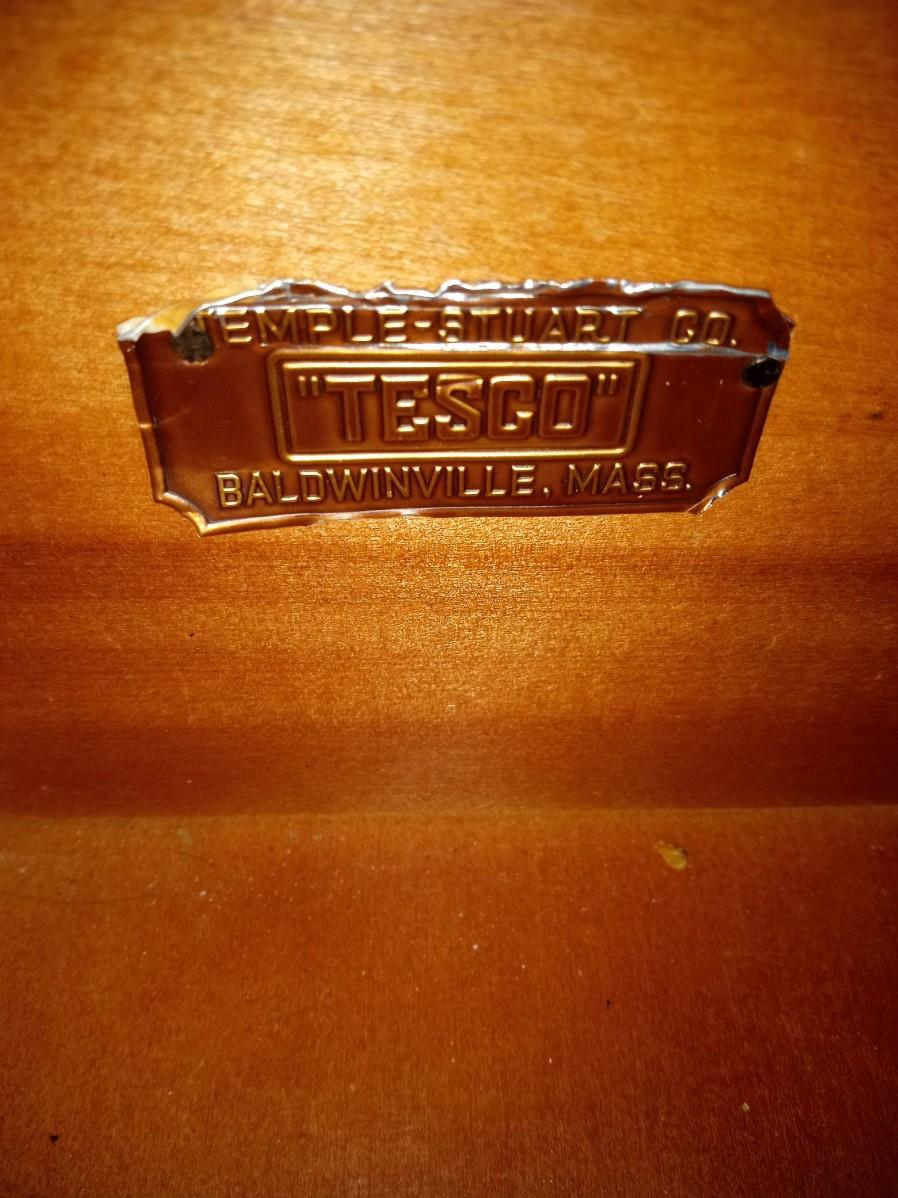 TEMPLE-STUART CO.
"TESCO"
BALDWINVILLE, MASS.